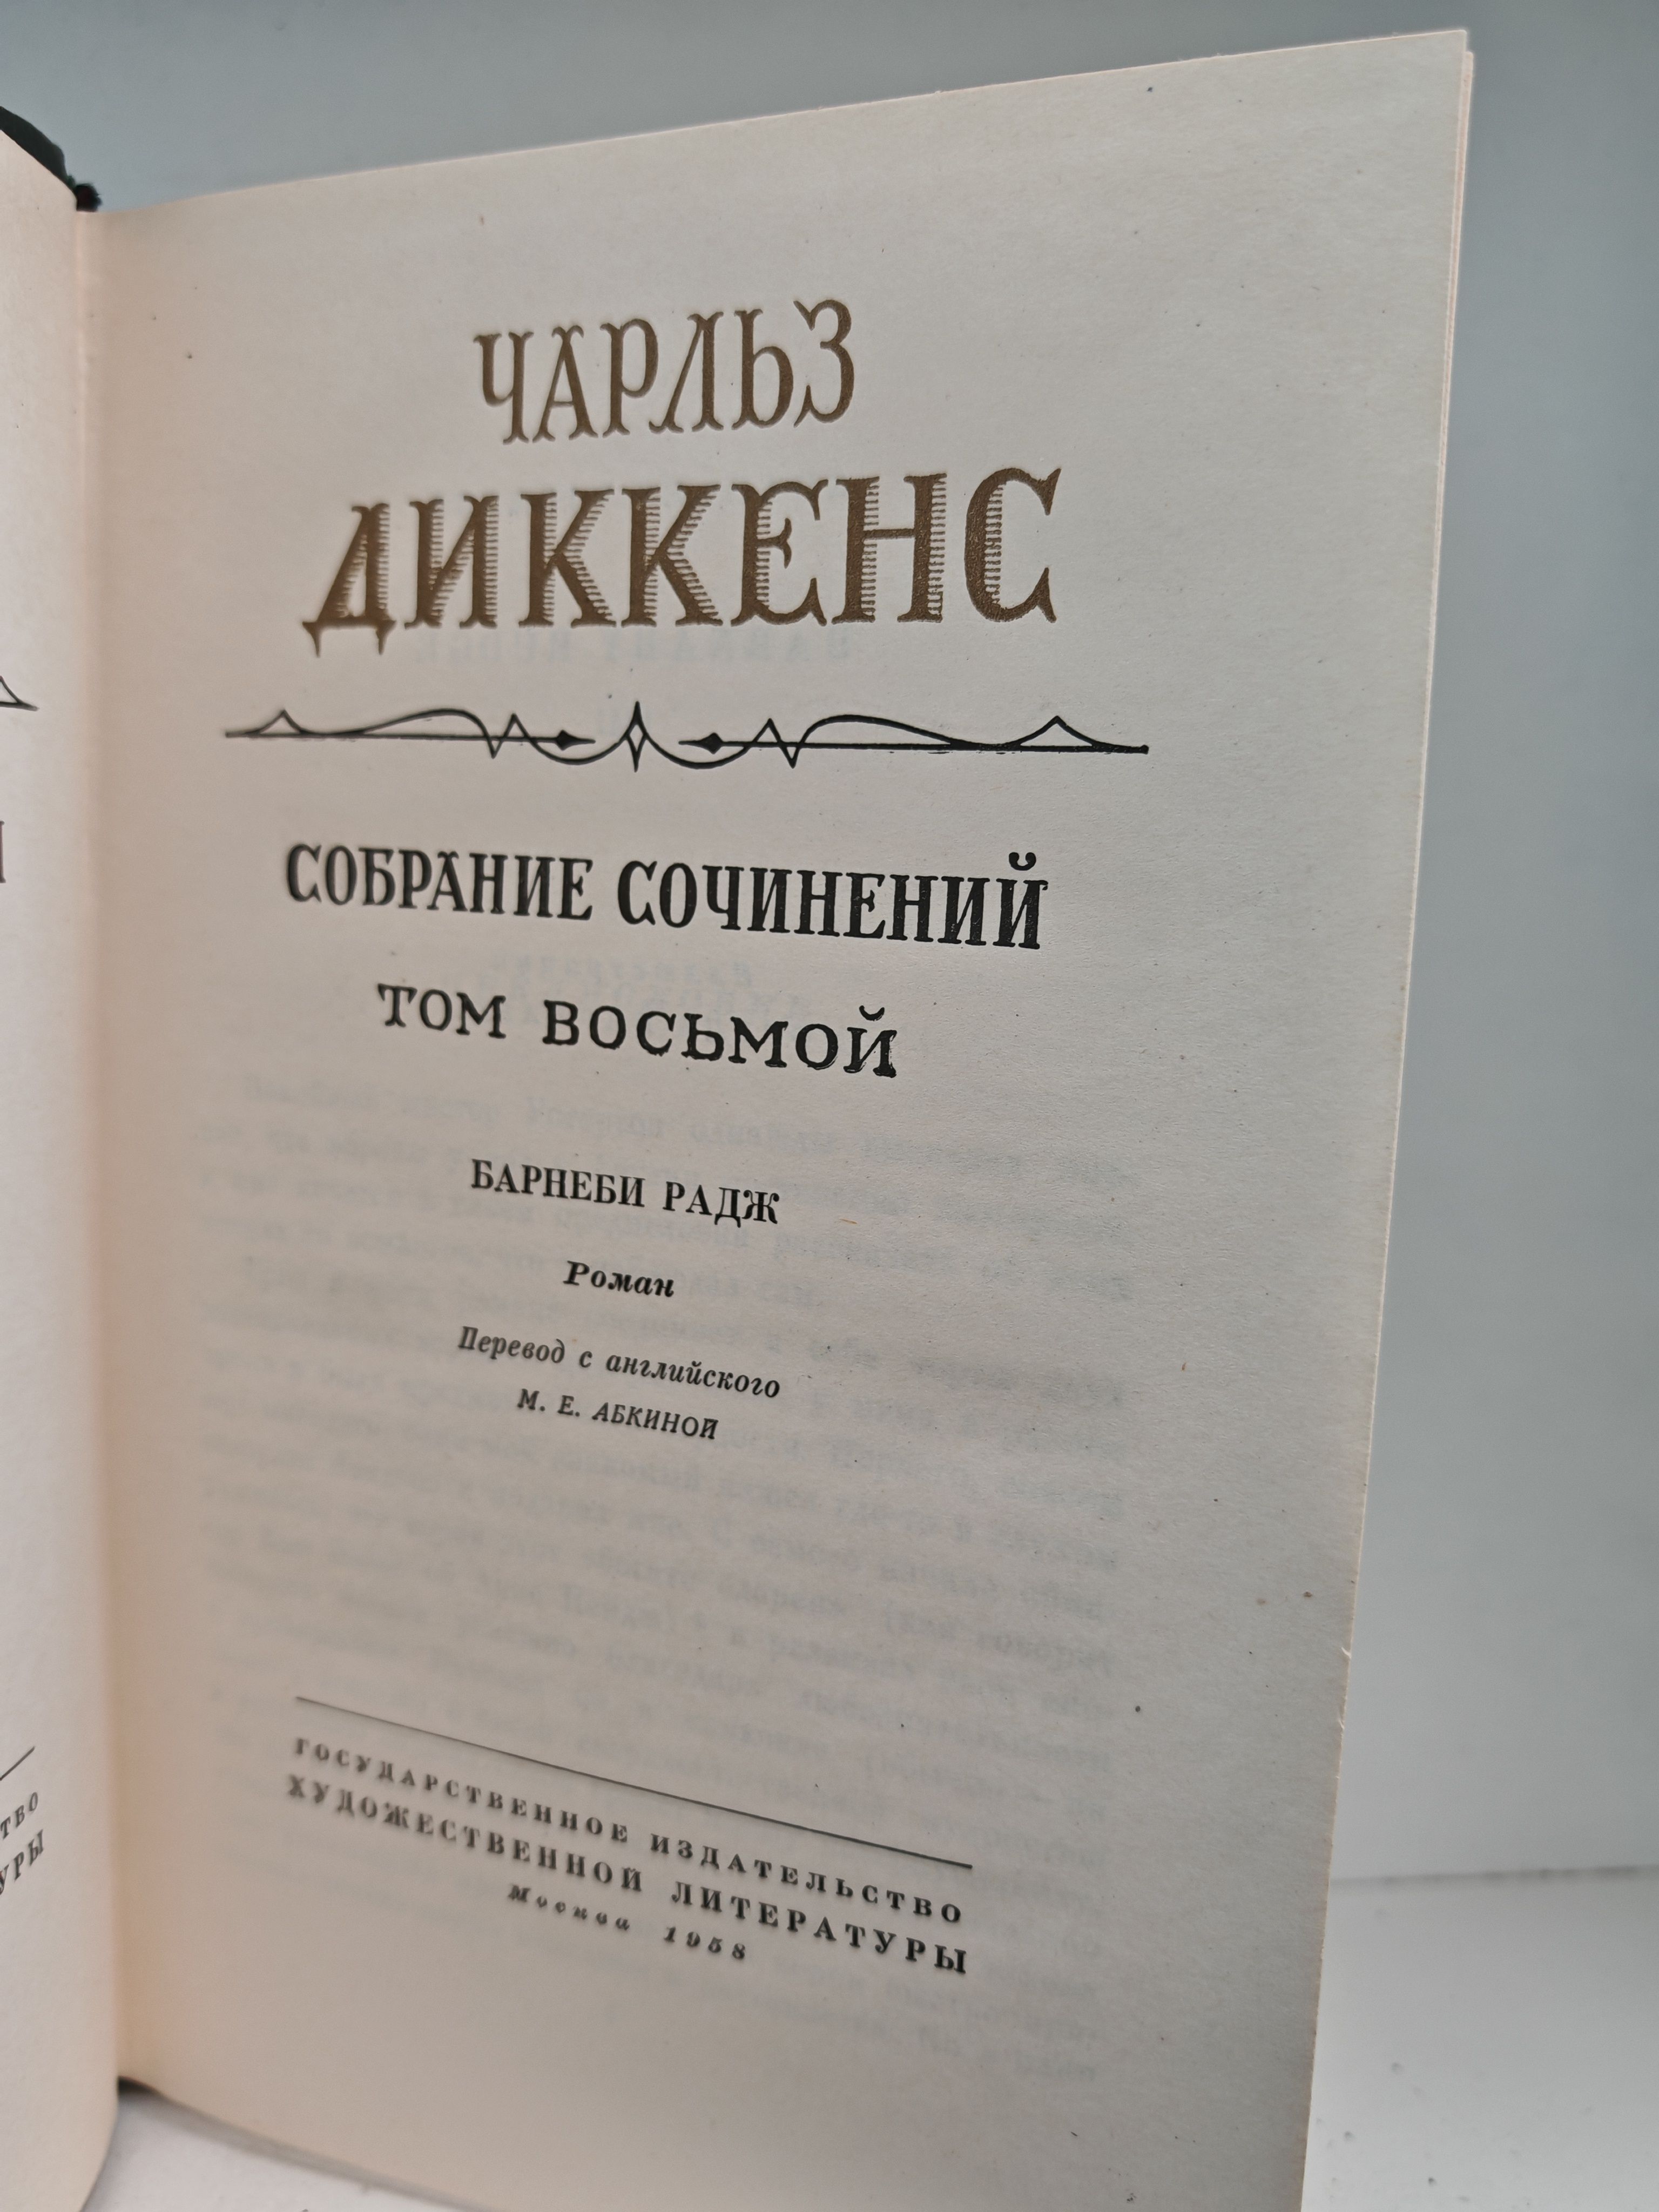 ЧАРЛЬЗ
ДИККЕНС
СОБРАНИЕ СОЧИНЕНИЙ
ТОМ ВОСЬМОЙ
БАРНЕБИ РАДЖ
Роман
Перевод с английского
М. Е. АБКИНОЙ
ГОСУДАРСТВЕННОЕ ИЗДАТЕЛЬСТВО
ХУДОЖЕСТВЕННОЙ ЛИТЕРАТУРЫ
Москва 1958